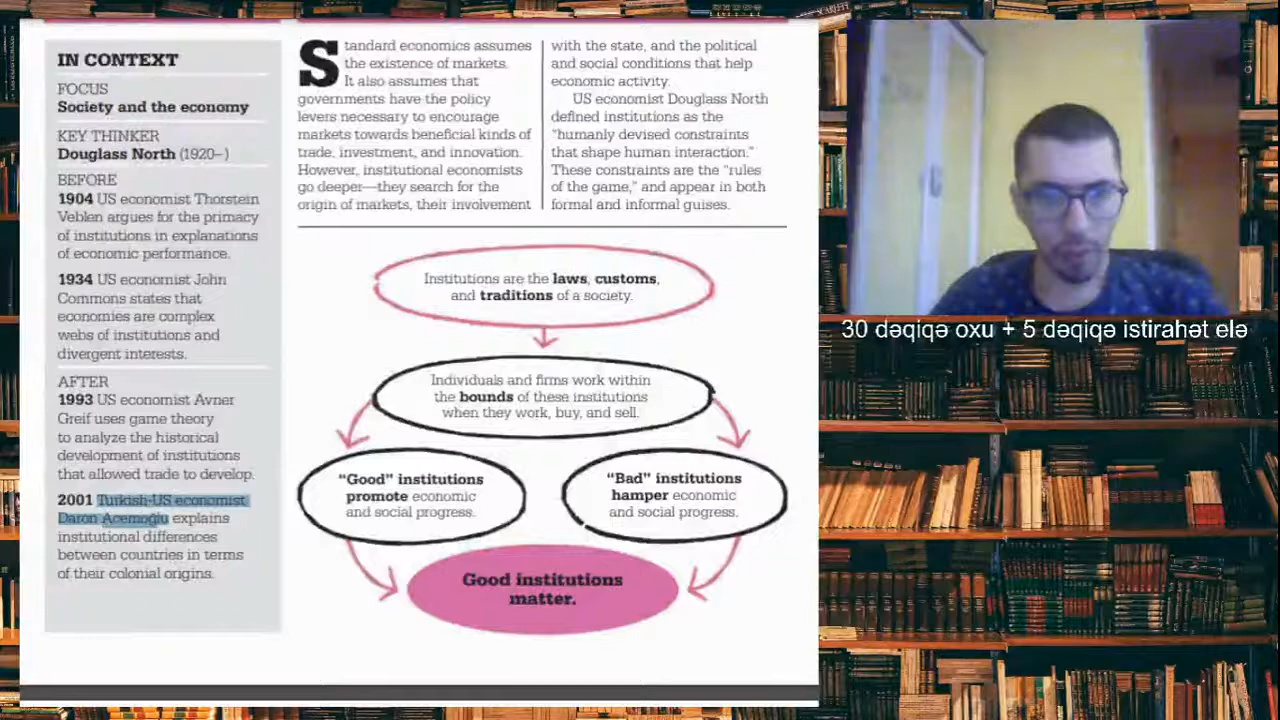 IN CONTEXT
FOCUS
Society and the economy
KEY THINKER
Douglass North (1920– )
BEFORE
1904 US economist Thorstein
Veblen argues for the primacy
of institutions in explanations
of economic performance.
1934 US economist John
Commons states that
economies are complex
webs of institutions and
divergent interests.
AFTER
1993 US economist Avner
Greif uses game theory
to analyze the historical
development of institutions
that allowed trade to develop.
2001 Turkish-US economist
Daron Acemoğlu explains
institutional differences
between countries in terms
of their colonial origins.
Standard economics assumes
the existence of markets.
It also assumes that
governments have the policy
levers necessary to encourage
markets towards beneficial kinds of
trade, investment, and innovation.
However, institutional economists
go deeper—they search for the
origin of markets, their involvement
with the state, and the political
and social conditions that help
economic activity.
US economist Douglass North
defined institutions as the
"humanly devised constraints
that shape human interaction."
These constraints are the "rules
of the game," and appear in both
formal and informal guises.
Institutions are the laws, customs,
and traditions of a society.
Individuals and firms work within
the bounds of these institutions
when they work, buy, and sell.
"Good" institutions
promote economic
and social progress.
"Bad" institutions
hamper economic
and social progress.
Good institutions
matter.
30 dəqiqə oxu + 5 dəqiqə istirahət elə